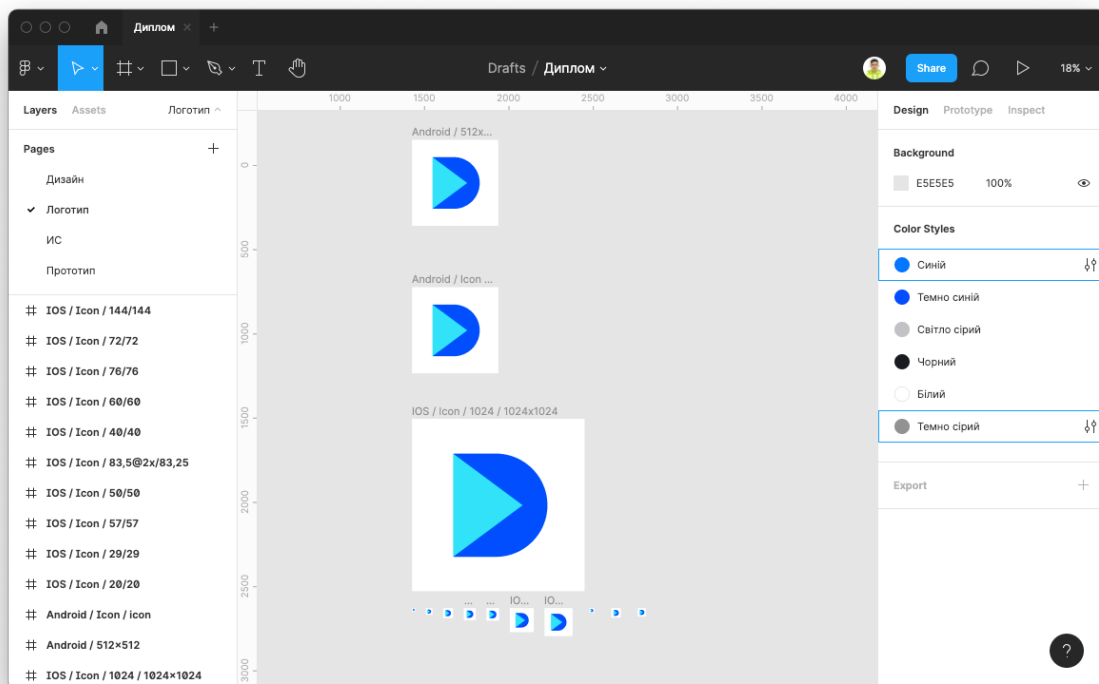 Диплом
Drafts / Диплом
Share
18%
Layers
Assets
Логотип
Pages
Дизайн
Логотип
ИС
Прототип
IOS / Icon / 144/144
IOS / Icon / 72/72
IOS / Icon / 76/76
IOS / Icon / 60/60
IOS / Icon / 40/40
IOS / Icon / 83,5@2x/83,25
IOS / Icon / 50/50
IOS / Icon / 57/57
IOS / Icon / 29/29
IOS / Icon / 20/20
Android / Icon / icon
Android / 512×512
IOS / Icon / 1024 / 1024×1024
1000 1500 2000 2500 3000 3500 4000
0
500
1000
1500
2000
2500
3000
Android / 512x...
Android / Icon ...
IOS / Icon / 1024 / 1024x1024
... ... IO... IO...
Design
Prototype
Inspect
Background
E5E5E5 100%
Color Styles
Синій
Темно синій
Світло сірий
Чорний
Білий
Темно сірий
Export
?